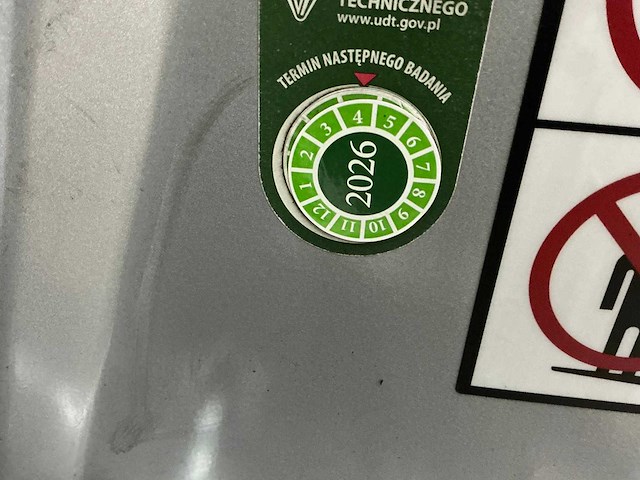 TECHNICZNEGO
www.udt.gov.pl
TERMIN NASTĘPNEGO BADANIA
1 2 3 4 5 6 7 8 9 10 11 12
2026